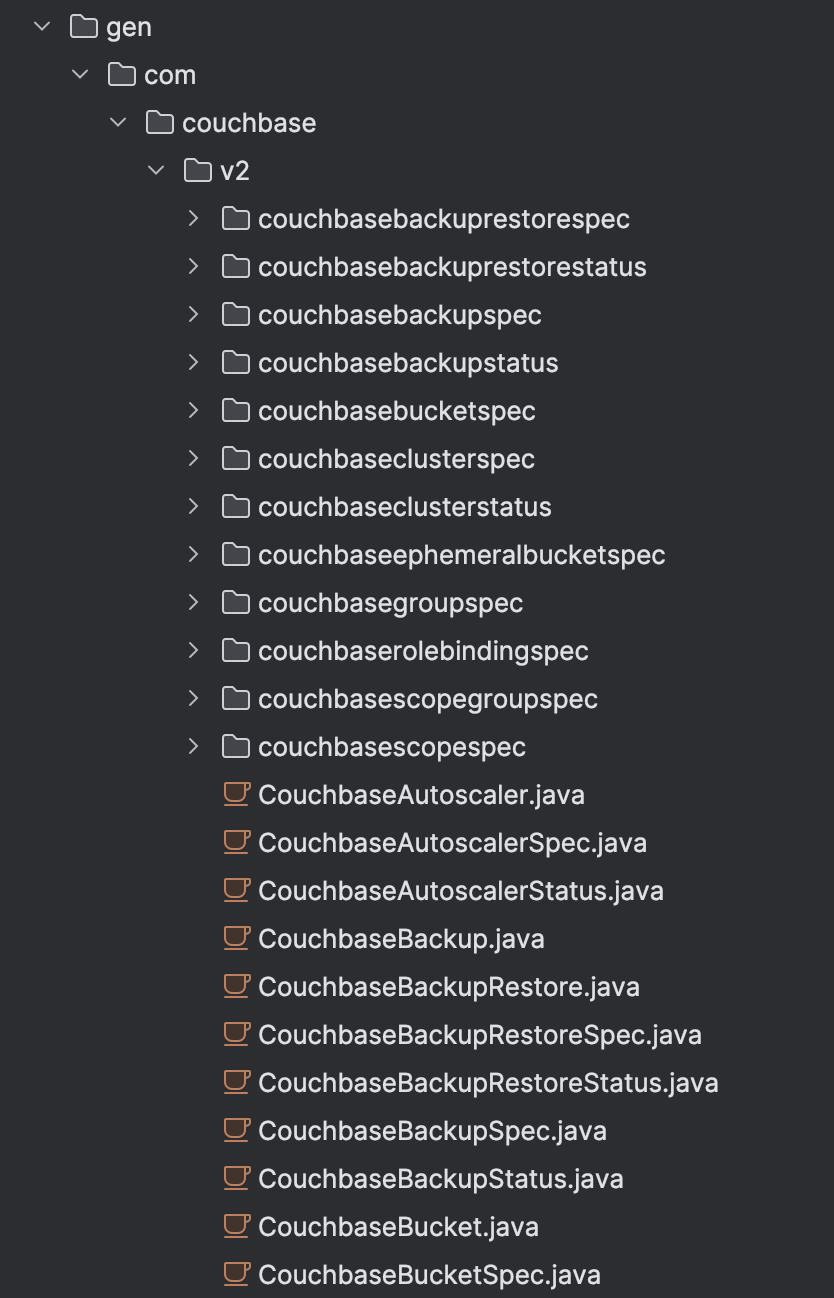 gen
com
couchbase
v2
couchbasebackuprestorespec
couchbasebackuprestorestatus
couchbasebackupspec
couchbasebackupstatus
couchbasebucketspec
couchbaseclusterspec
couchbaseclusterstatus
couchbaseephemeralbucketspec
couchbasegroupspec
couchbaserolebindingspec
couchbasescopegroupspec
couchbasescopespec
CouchbaseAutoscaler.java
CouchbaseAutoscalerSpec.java
CouchbaseAutoscalerStatus.java
CouchbaseBackup.java
CouchbaseBackupRestore.java
CouchbaseBackupRestoreSpec.java
CouchbaseBackupRestoreStatus.java
CouchbaseBackupSpec.java
CouchbaseBackupStatus.java
CouchbaseBucket.java
CouchbaseBucketSpec.java